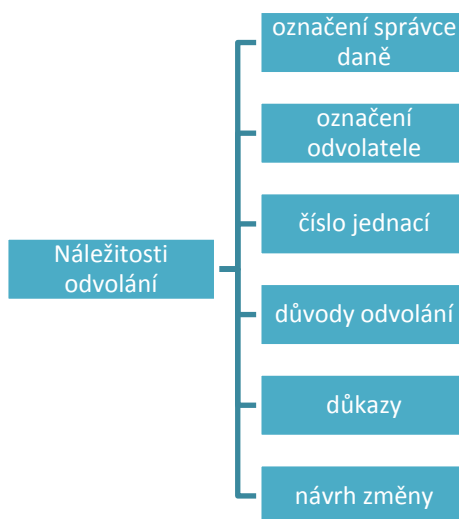 Náležitosti
odvolání
označení správce
daně
označení
odvolatele
číslo jednací
důvody odvolání
důkazy
návrh změny